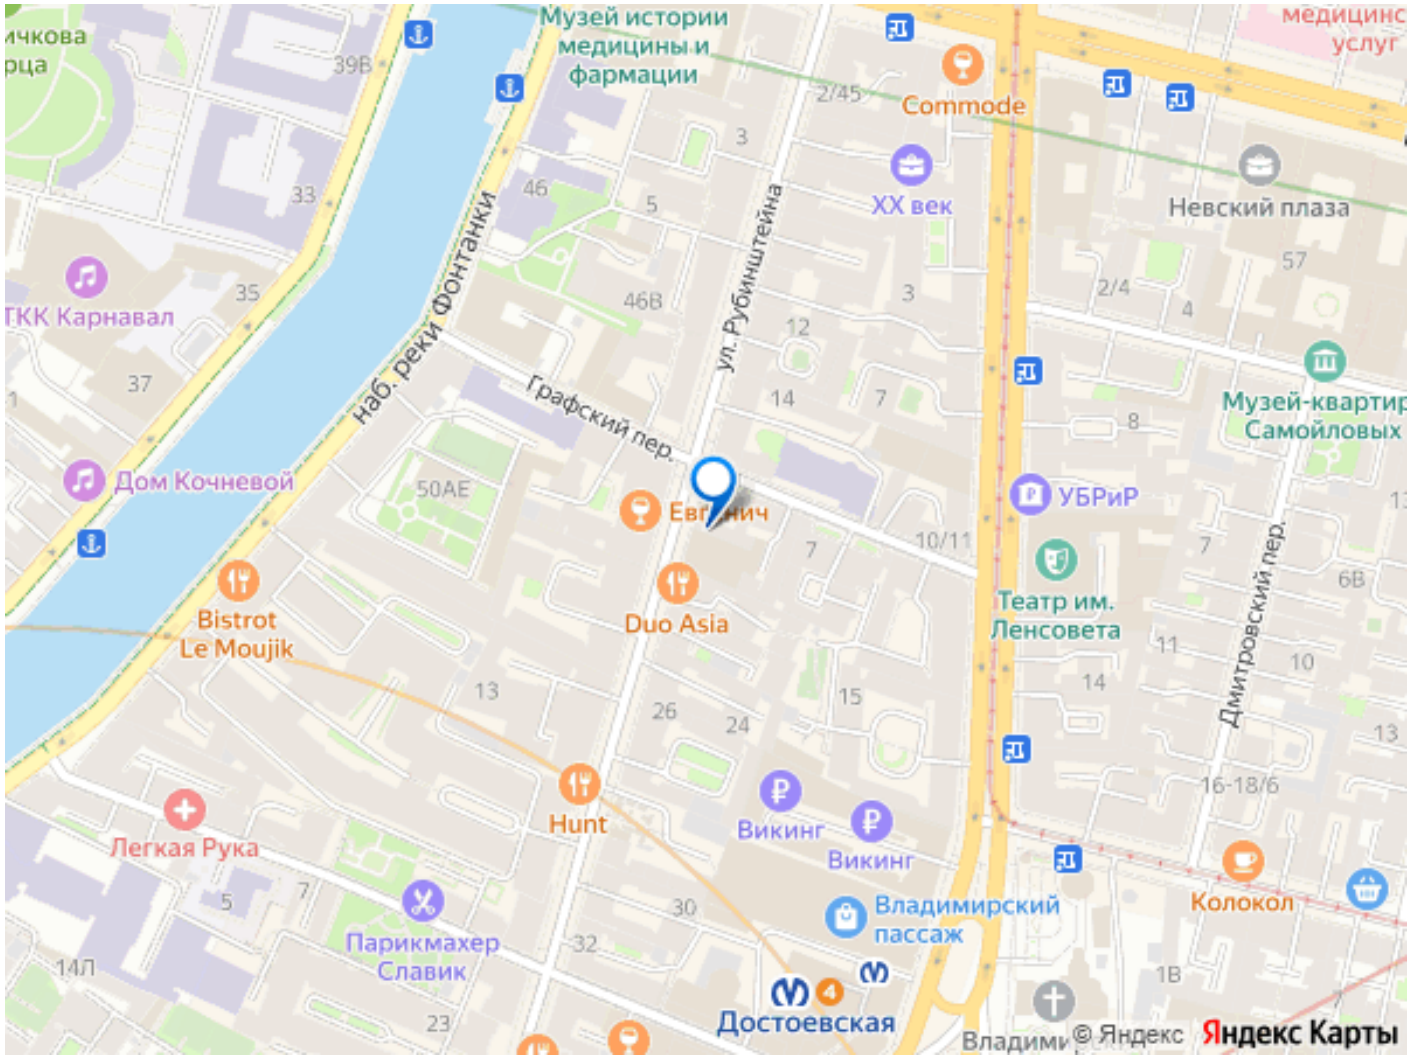 ичкова
рца
39В
Музей истории
медицины и
фармации
медицинс
услуг
Commode
2/45
3
XX век
Невский плаза
33
46
5
наб. реки Фонтанки
ул. Рубинштейна
57
35
ТКК Карнавал
46В
3
2/4
4
12
37
1
Графский пер.
14
7
8
Музей-квартир
Самойловых
Дом Кочневой
50АЕ
Евгенич
УБРиР
13
10/11
7
7
6В
Дмитровский пер.
Bistrot
Le Moujik
Duo Asia
Театр им.
Ленсовета
11
10
13
26
24
15
14
13
16-18/6
Hunt
Викинг
Викинг
Легкая Рука
Колокол
5
7
30
Владимирский
пассаж
Парикмахер
Славик
32
14Л
1В
7
4
23
Достоевская
Владими
© Яндекс
Яндекс Карты